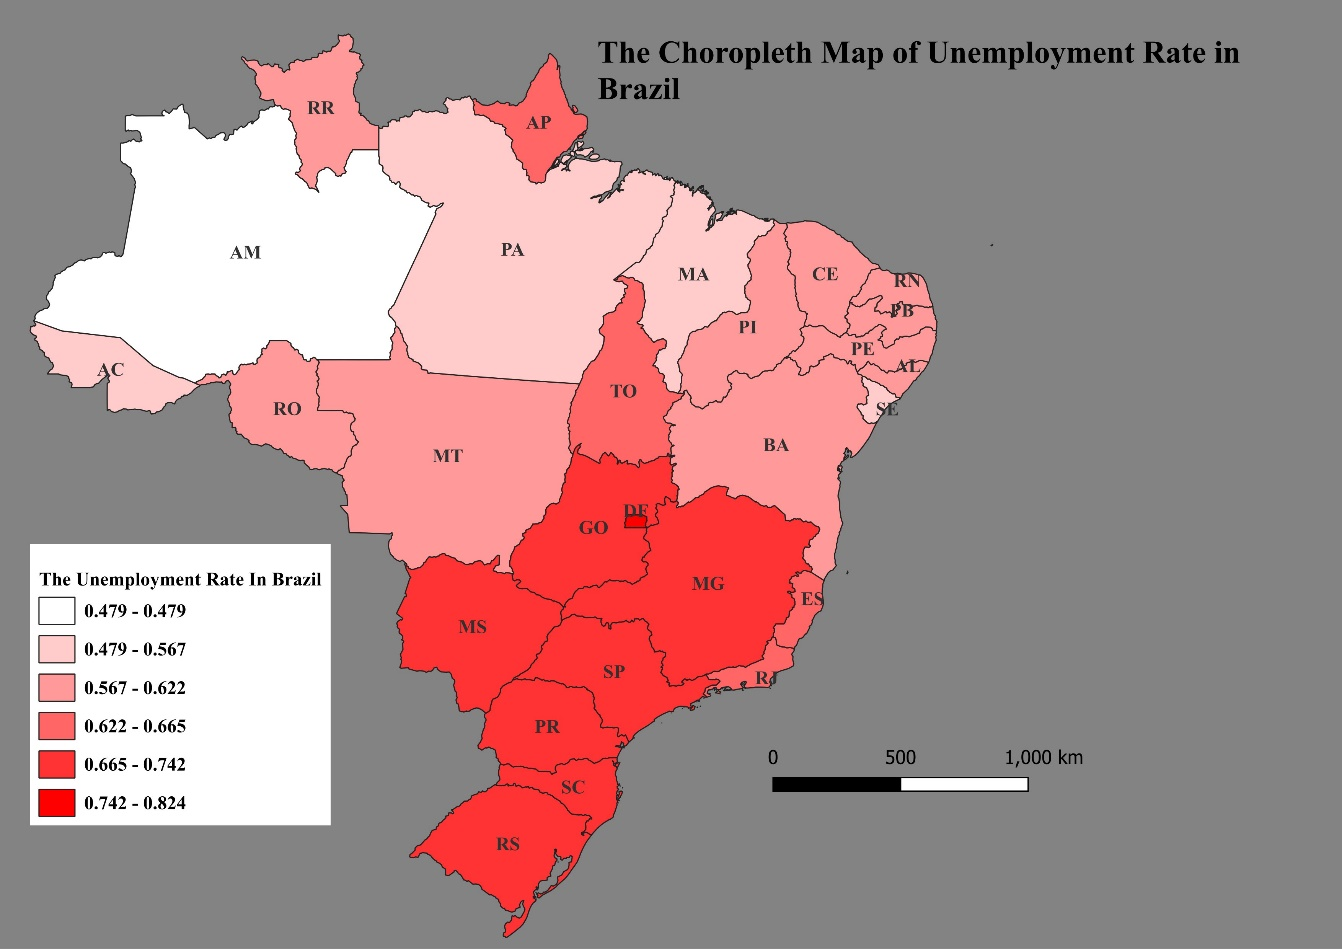 The Choropleth Map of Unemployment Rate in
Brazil
RR
AP
AM
PA
MA
CE
RN
PB
PI
PE
AC
AL
TO
RO
SE
BA
MT
DF
GO
MG
ES
MS
SP
RJ
PR
SC
RS
The Unemployment Rate In Brazil
0.479 - 0.479
0.479 - 0.567
0.567 - 0.622
0.622 - 0.665
0.665 - 0.742
0.742 - 0.824
0 500 1,000 km